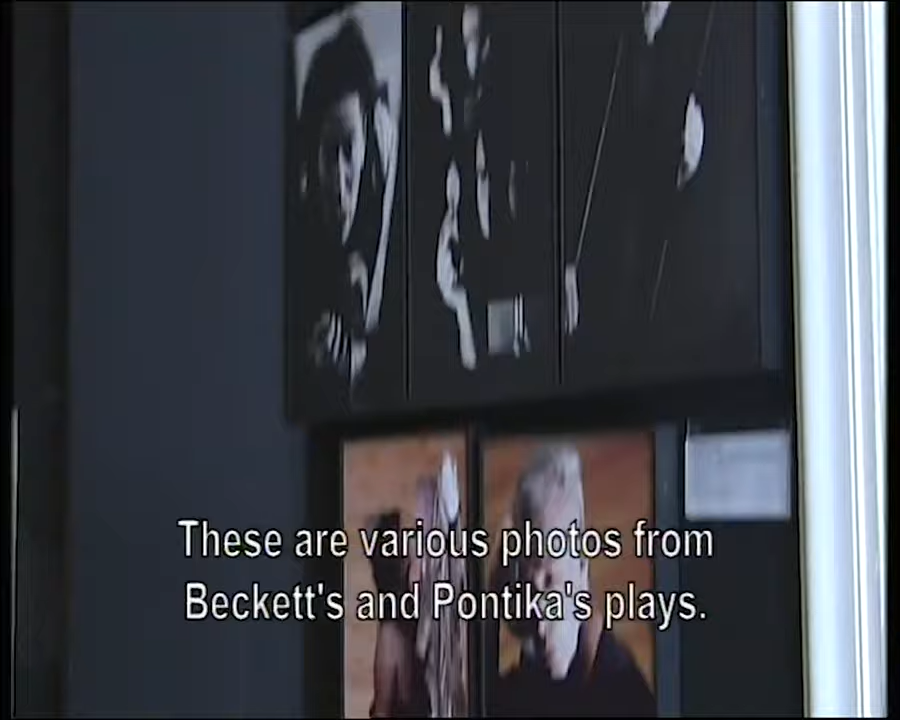 These are various photos from
Beckett's and Pontika's plays.